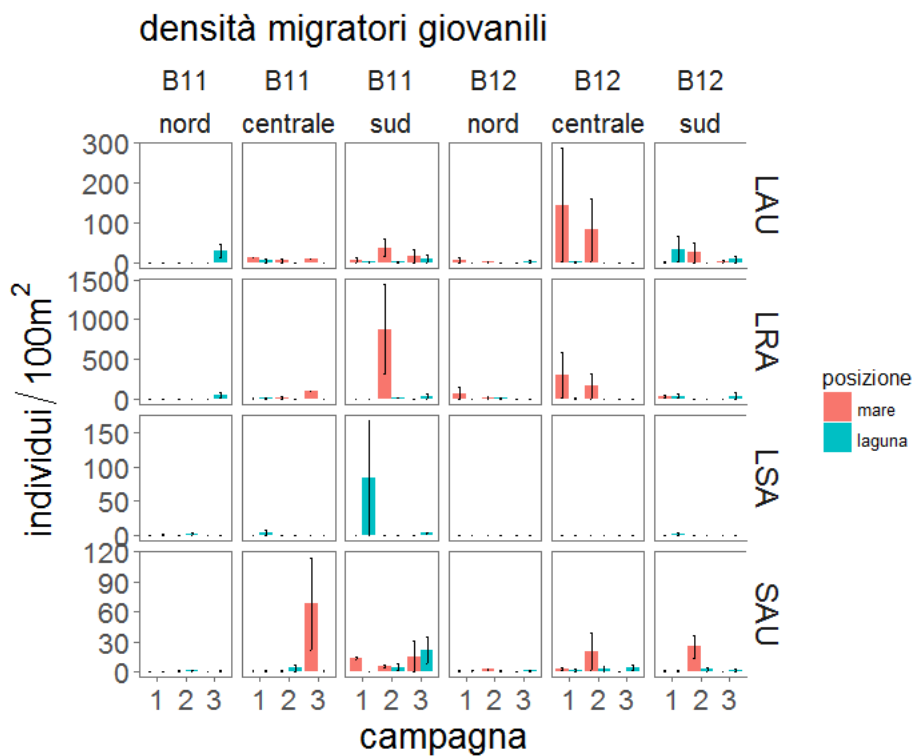 densità migratori giovanili
B11 B11 B11 B12 B12 B12
nord centrale sud nord centrale sud
300
200
100
0
LAU
1500
1000
500
0
LRA
150
100
50
0
LSA
120
90
60
30
0
SAU
individui / 100m²
1 2 3 1 2 3 1 2 3 1 2 3 1 2 3 1 2 3
campagna
posizione
mare
laguna